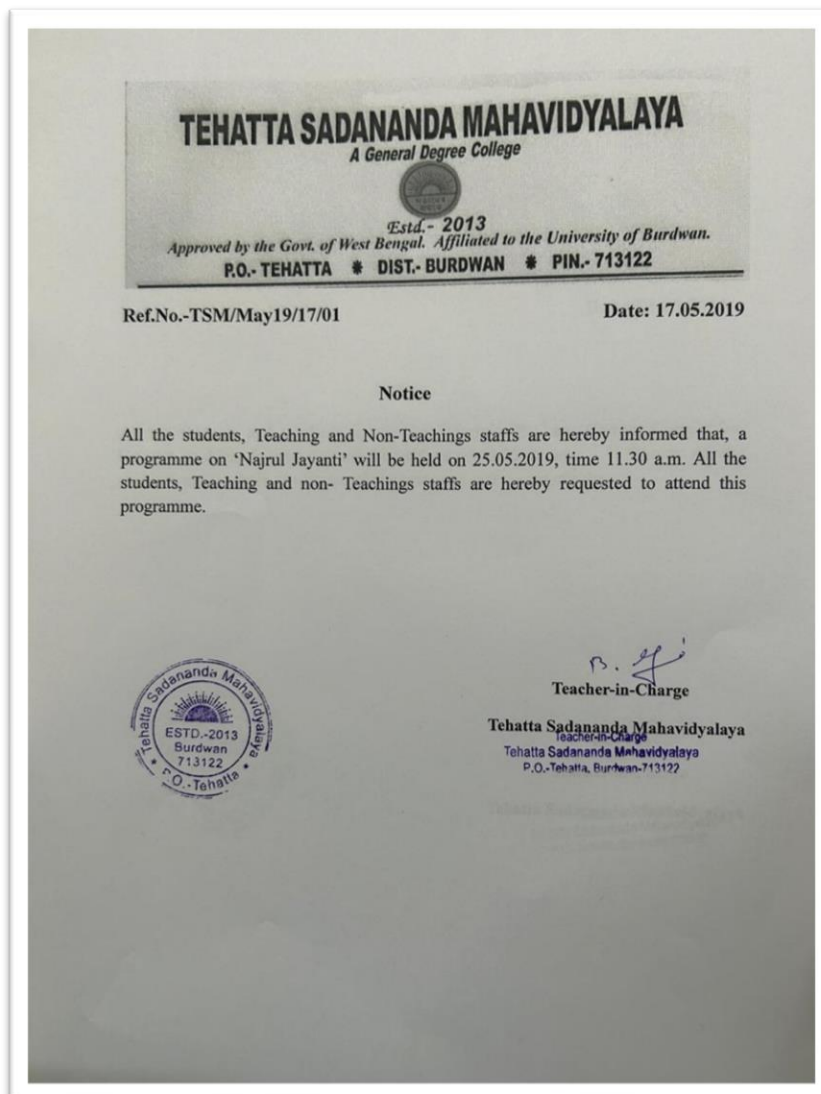 TEHATTA SADANANDA MAHAVIDYALAYA
A General Degree College
Estd.- 2013
Approved by the Govt. of West Bengal. Affiliated to the University of Burdwan.
P.O.- TEHATTA * DIST.- BURDWAN * PIN.- 713122
Ref.No.-TSM/May19/17/01 Date: 17.05.2019
Notice
All the students, Teaching and Non-Teachings staffs are hereby informed that, a
programme on ‘Najrul Jayanti’ will be held on 25.05.2019, time 11.30 a.m. All the
students, Teaching and non- Teachings staffs are hereby requested to attend this
programme.
Tehatta Sadananda Mahavidyalaya
ESTD.-2013
Burdwan
713122
* P.O.-Tehatta *
B.
Teacher-in-Charge
Tehatta Sadananda Mahavidyalaya
Teacher-in-Charge
Tehatta Sadananda Mahavidyalaya
P.O.-Tehatta, Burdwan-713122